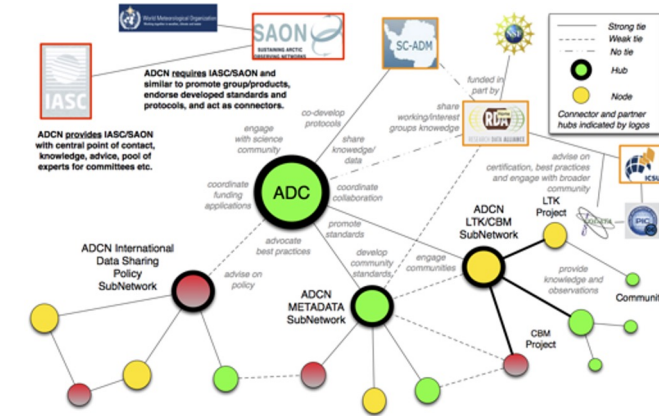 World Meteorological Organization
SAON
SUSTAINING ARCTIC
OBSERVING NETWORKS
IASC
SC-ADM
NSF
Strong tie
Weak tie
No tie
Hub
Node
Connector and partner
hubs indicated by logos
ADCN requires IASC/SAON and
similar to promote group/products,
endorse developed standards and
protocols, and act as connectors.
ADCN provides IASC/SAON
with central point of contact,
knowledge, advice, pool of
experts for committees etc.
co-develop
protocols
engage
with science
community
share
knowedge/
data
funded in
part by
share
working/interest
groups knowedge
RDA
RESEARCH DATA ALLIANCE
advise on
certification, best practices
and engage with broader
community
ICSU
coordinate
funding
applications
ADC
coordinate
collaboration
promote
standards
advocate
best practices
ADCN
LTK/CBM
SubNetwork
LTK
Project
ADCN International
Data Sharing
Policy
SubNetwork
advise on
policy
develop
community
standards
engage
communities
provide
knowledge and
observations
ADCN
METADATA
SubNetwork
Communit
CBM
Project